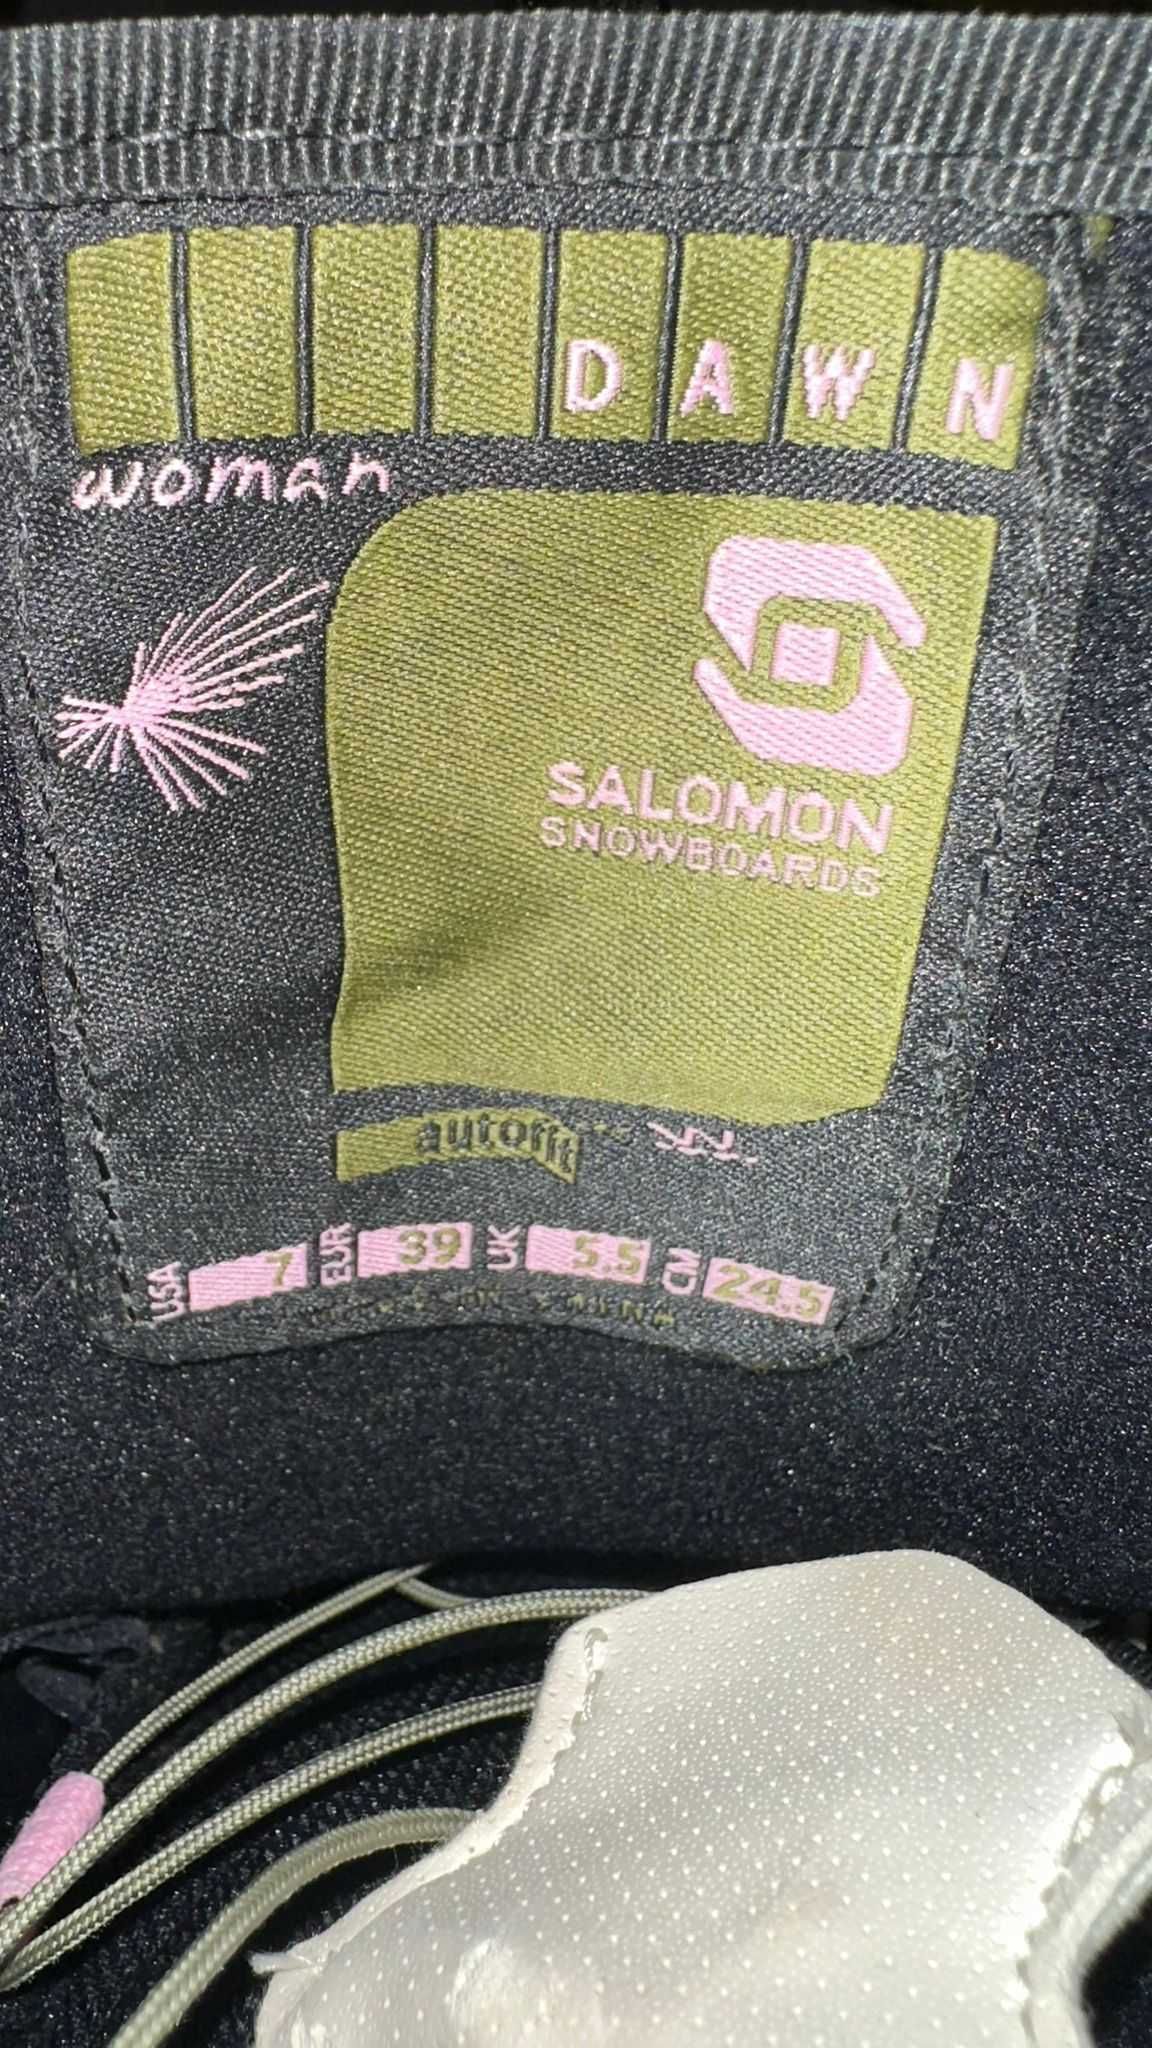 DAWN
woman
SALOMON
SNOWBOARDS
autofit
USA 7 EUR 39 UK 5.5 CM 24.5